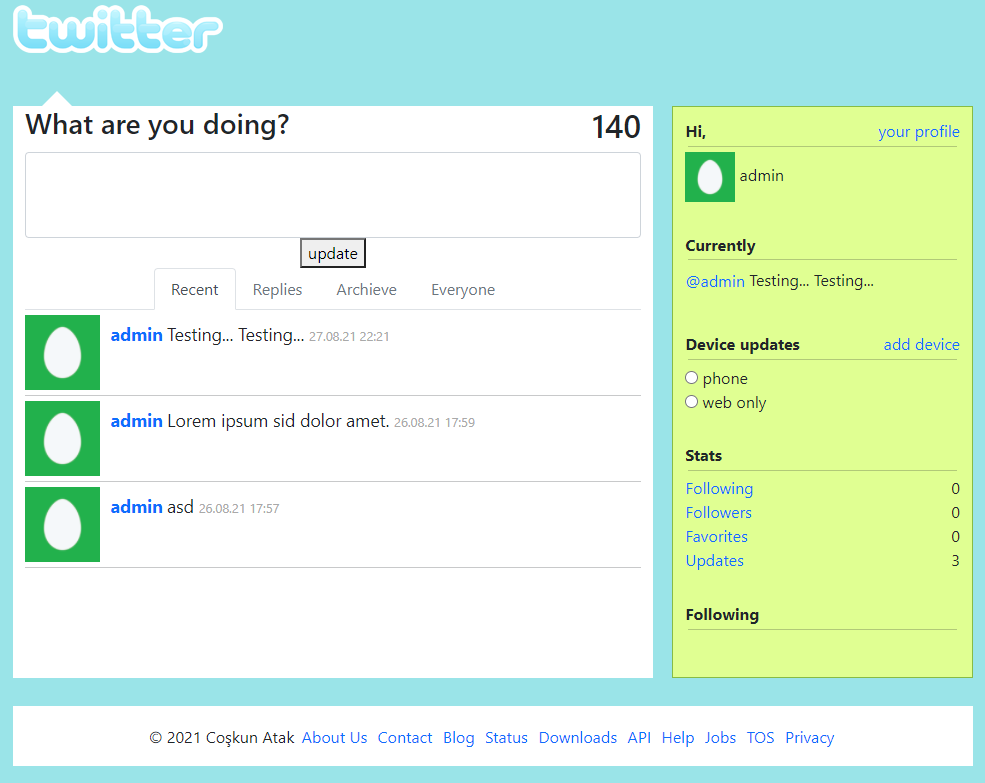 twitter
What are you doing? 140
update
Recent Replies Archieve Everyone
admin Testing... Testing... 27.08.21 22:21
admin Lorem ipsum sid dolor amet. 26.08.21 17:59
admin asd 26.08.21 17:57
Hi, your profile
admin
Currently
@admin Testing... Testing...
Device updates add device
phone
web only
Stats
Following 0
Followers 0
Favorites 0
Updates 3
Following
© 2021 Coşkun Atak About Us Contact Blog Status Downloads API Help Jobs TOS Privacy